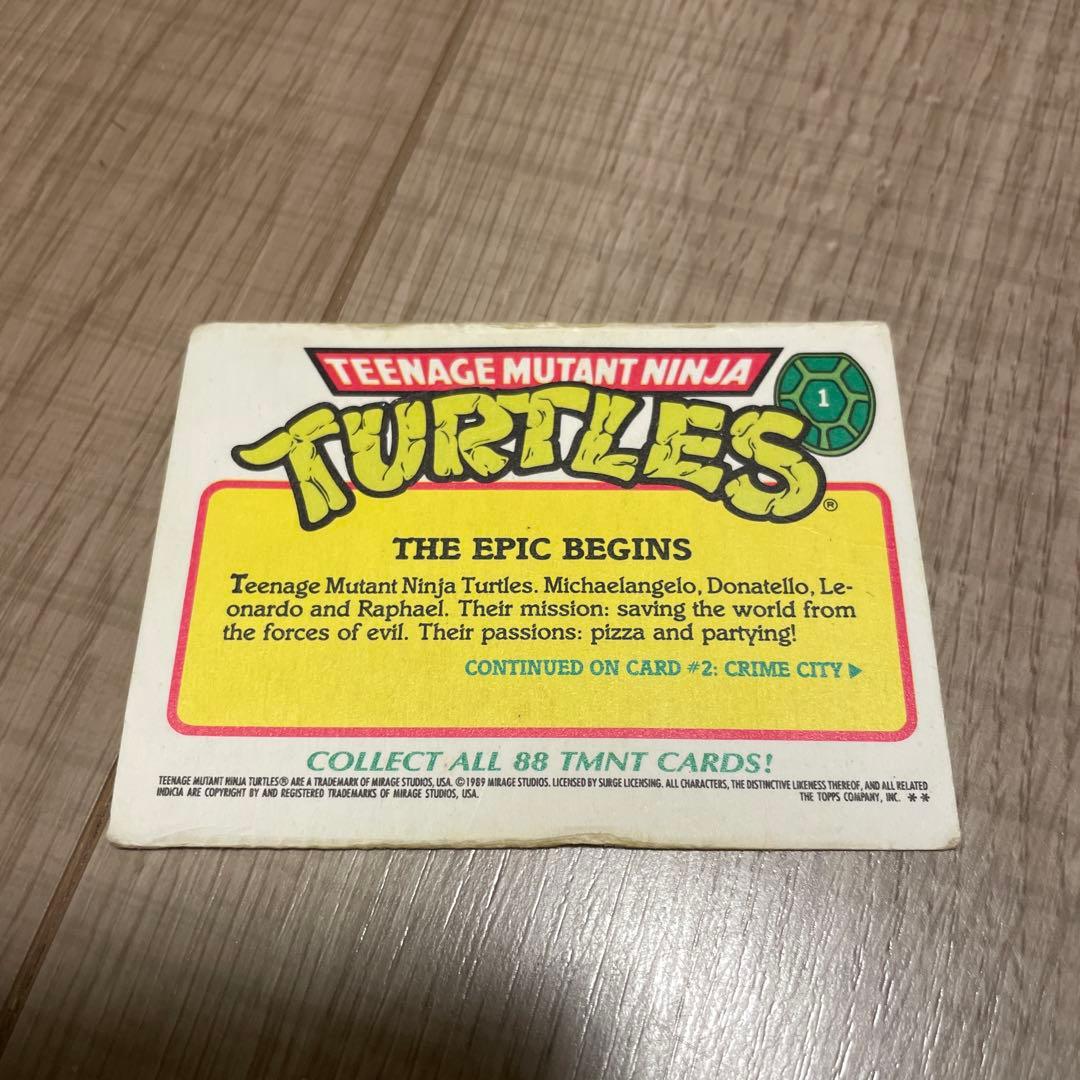 TEENAGE MUTANT NINJA
TURTLES®
1
THE EPIC BEGINS
Teenage Mutant Ninja Turtles. Michaelangelo, Donatello, Le-
onardo and Raphael. Their mission: saving the world from
the forces of evil. Their passions: pizza and partying!
CONTINUED ON CARD #2: CRIME CITY ▶
COLLECT ALL 88 TMNT CARDS!
TEENAGE MUTANT NINJA TURTLES® ARE A TRADEMARK OF MIRAGE STUDIOS, USA. ©1989 MIRAGE STUDIOS. LICENSED BY SURGE LICENSING. ALL CHARACTERS, THE DISTINCTIVE LIKENESS THEREOF, AND ALL RELATED
INDICIA ARE COPYRIGHT BY AND REGISTERED TRADEMARKS OF MIRAGE STUDIOS, USA. THE TOPPS COMPANY, INC. * *